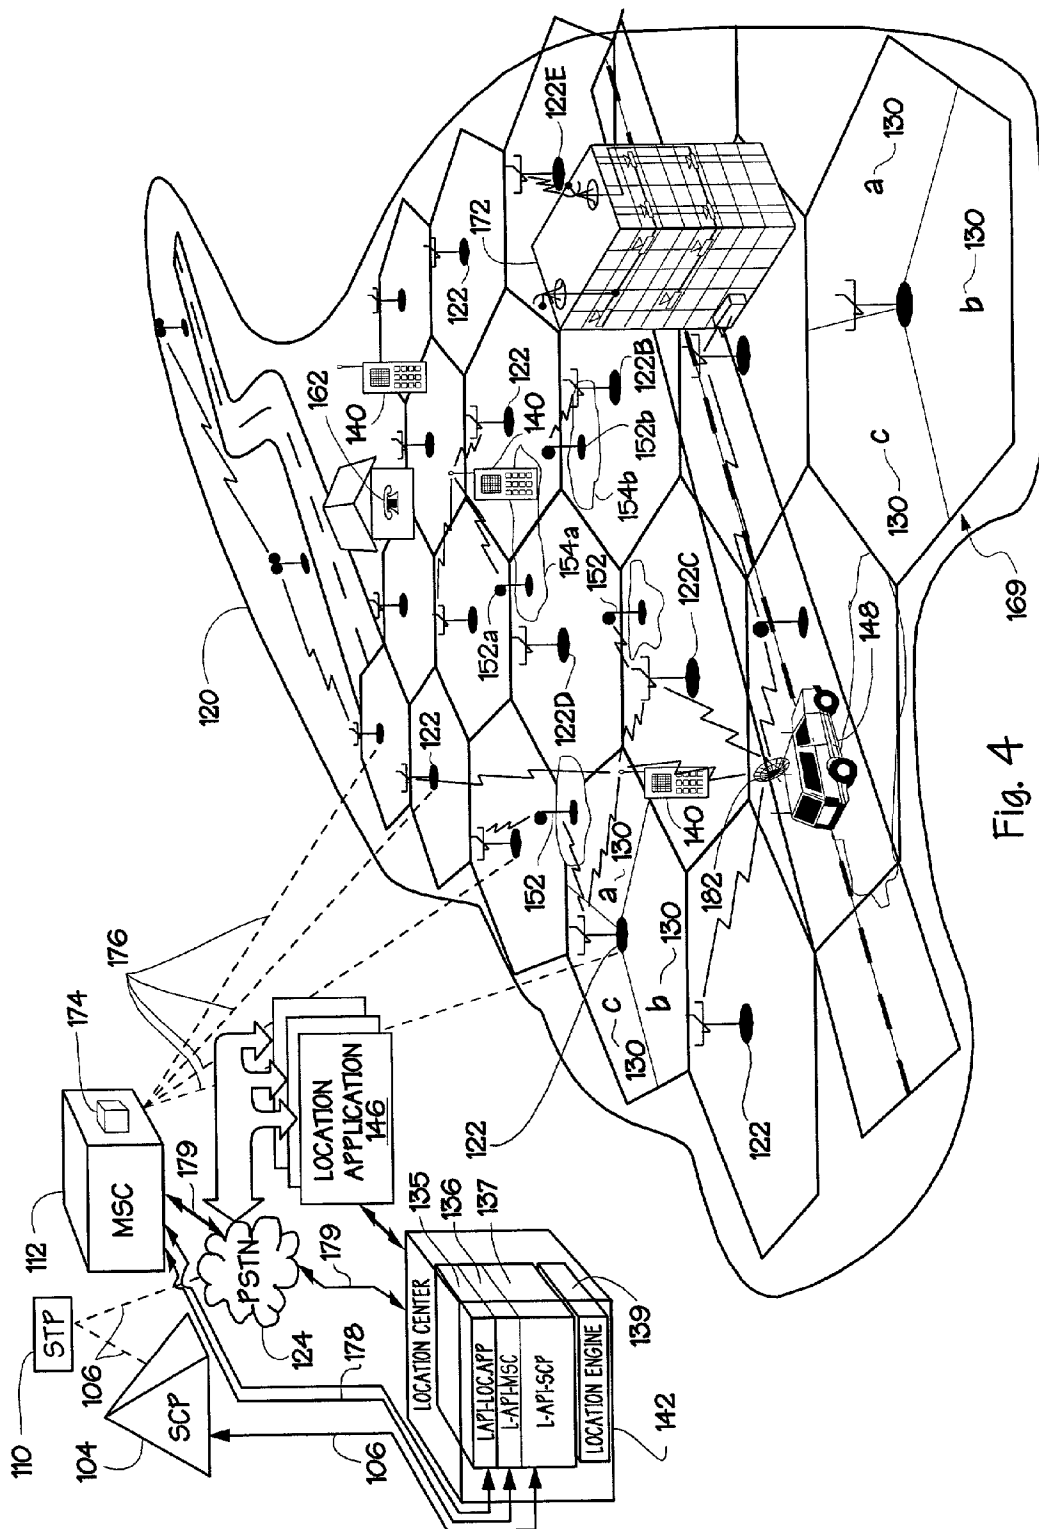 110
STP
112
104
106
174
176
MSC
SCP
179
120
PSTN
124
179
178
106
LOCATION
APPLICATION
146
LOCATION CENTER
135
136
137
LAPI-LOCAPP
L-API-MSC
L-API-SCP
LOCATION ENGINE
139
142
162
140
122
122
122
172
122E
122
140
152a
154a
122D
152
152
154b
152b
122B
122C
a
130
b
130
c
130
140
182
122
148
a
130
b
130
c
130
169
Fig. 4